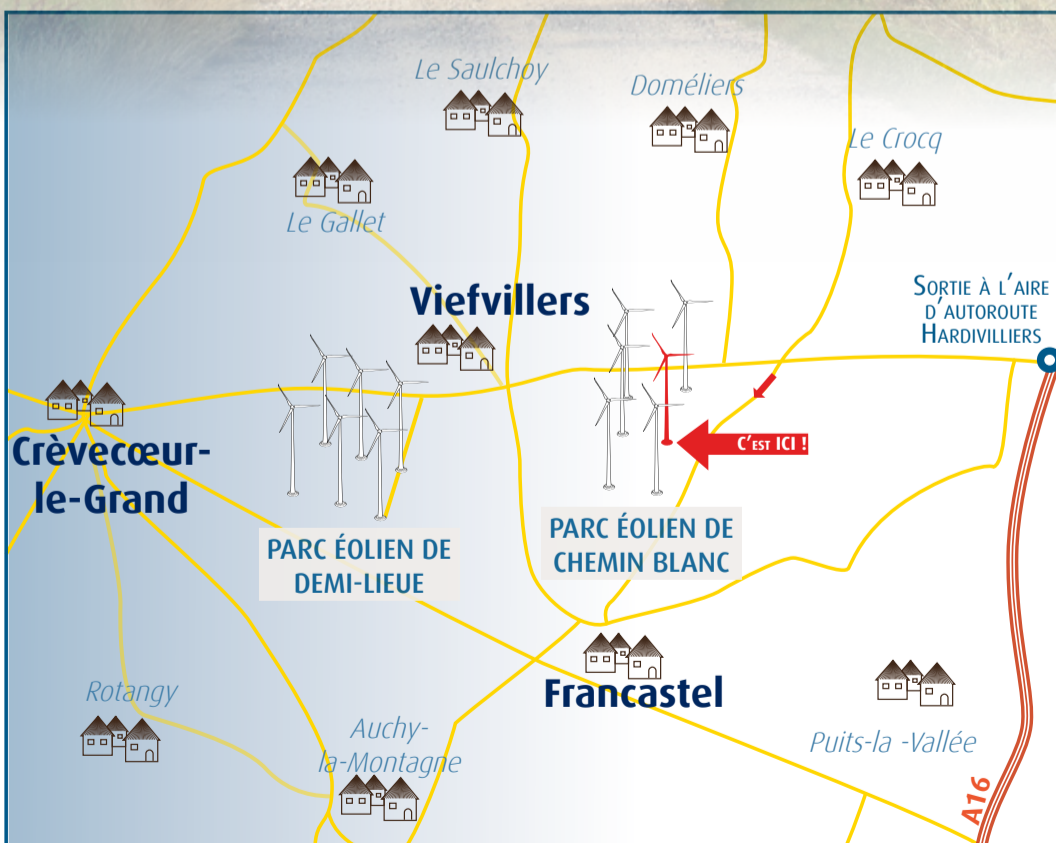 Le Saulchoy
Doméliers
Le Crocq
Le Gallet
Viefvillers
Sortie à l'aire
d'autoroute
Hardivilliers
Crèvecœur-
le-Grand
C'est ici !
PARC ÉOLIEN DE
DEMI-LIEUE
PARC ÉOLIEN DE
CHEMIN BLANC
Francastel
Rotangy
Auchy-
la-Montagne
Puits-la -Vallée
A16